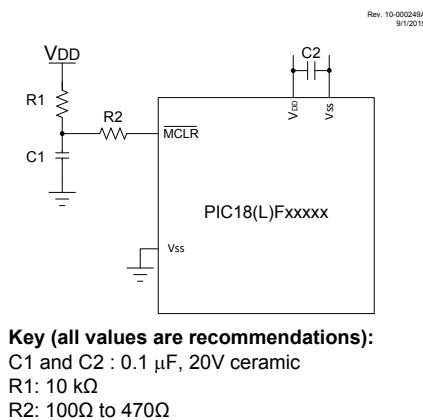 Rev. 10-000249A
9/1/2015
VDD
C2
R1
R2
VDD
VSS
MCLR
C1
PIC18(L)Fxxxxx
Vss
Key (all values are recommendations):
C1 and C2 : 0.1 μF, 20V ceramic
R1: 10 kΩ
R2: 100Ω to 470Ω